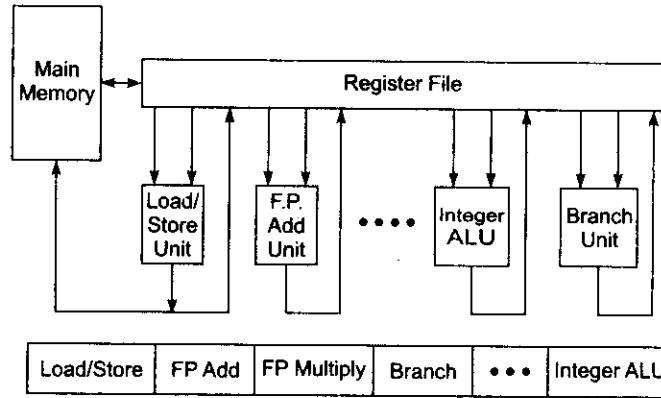 Main
Memory
Register File
Load/
Store
Unit
F.P.
Add
Unit
Integer
ALU
Branch
Unit
Load/Store
FP Add
FP Multiply
Branch
Integer ALU